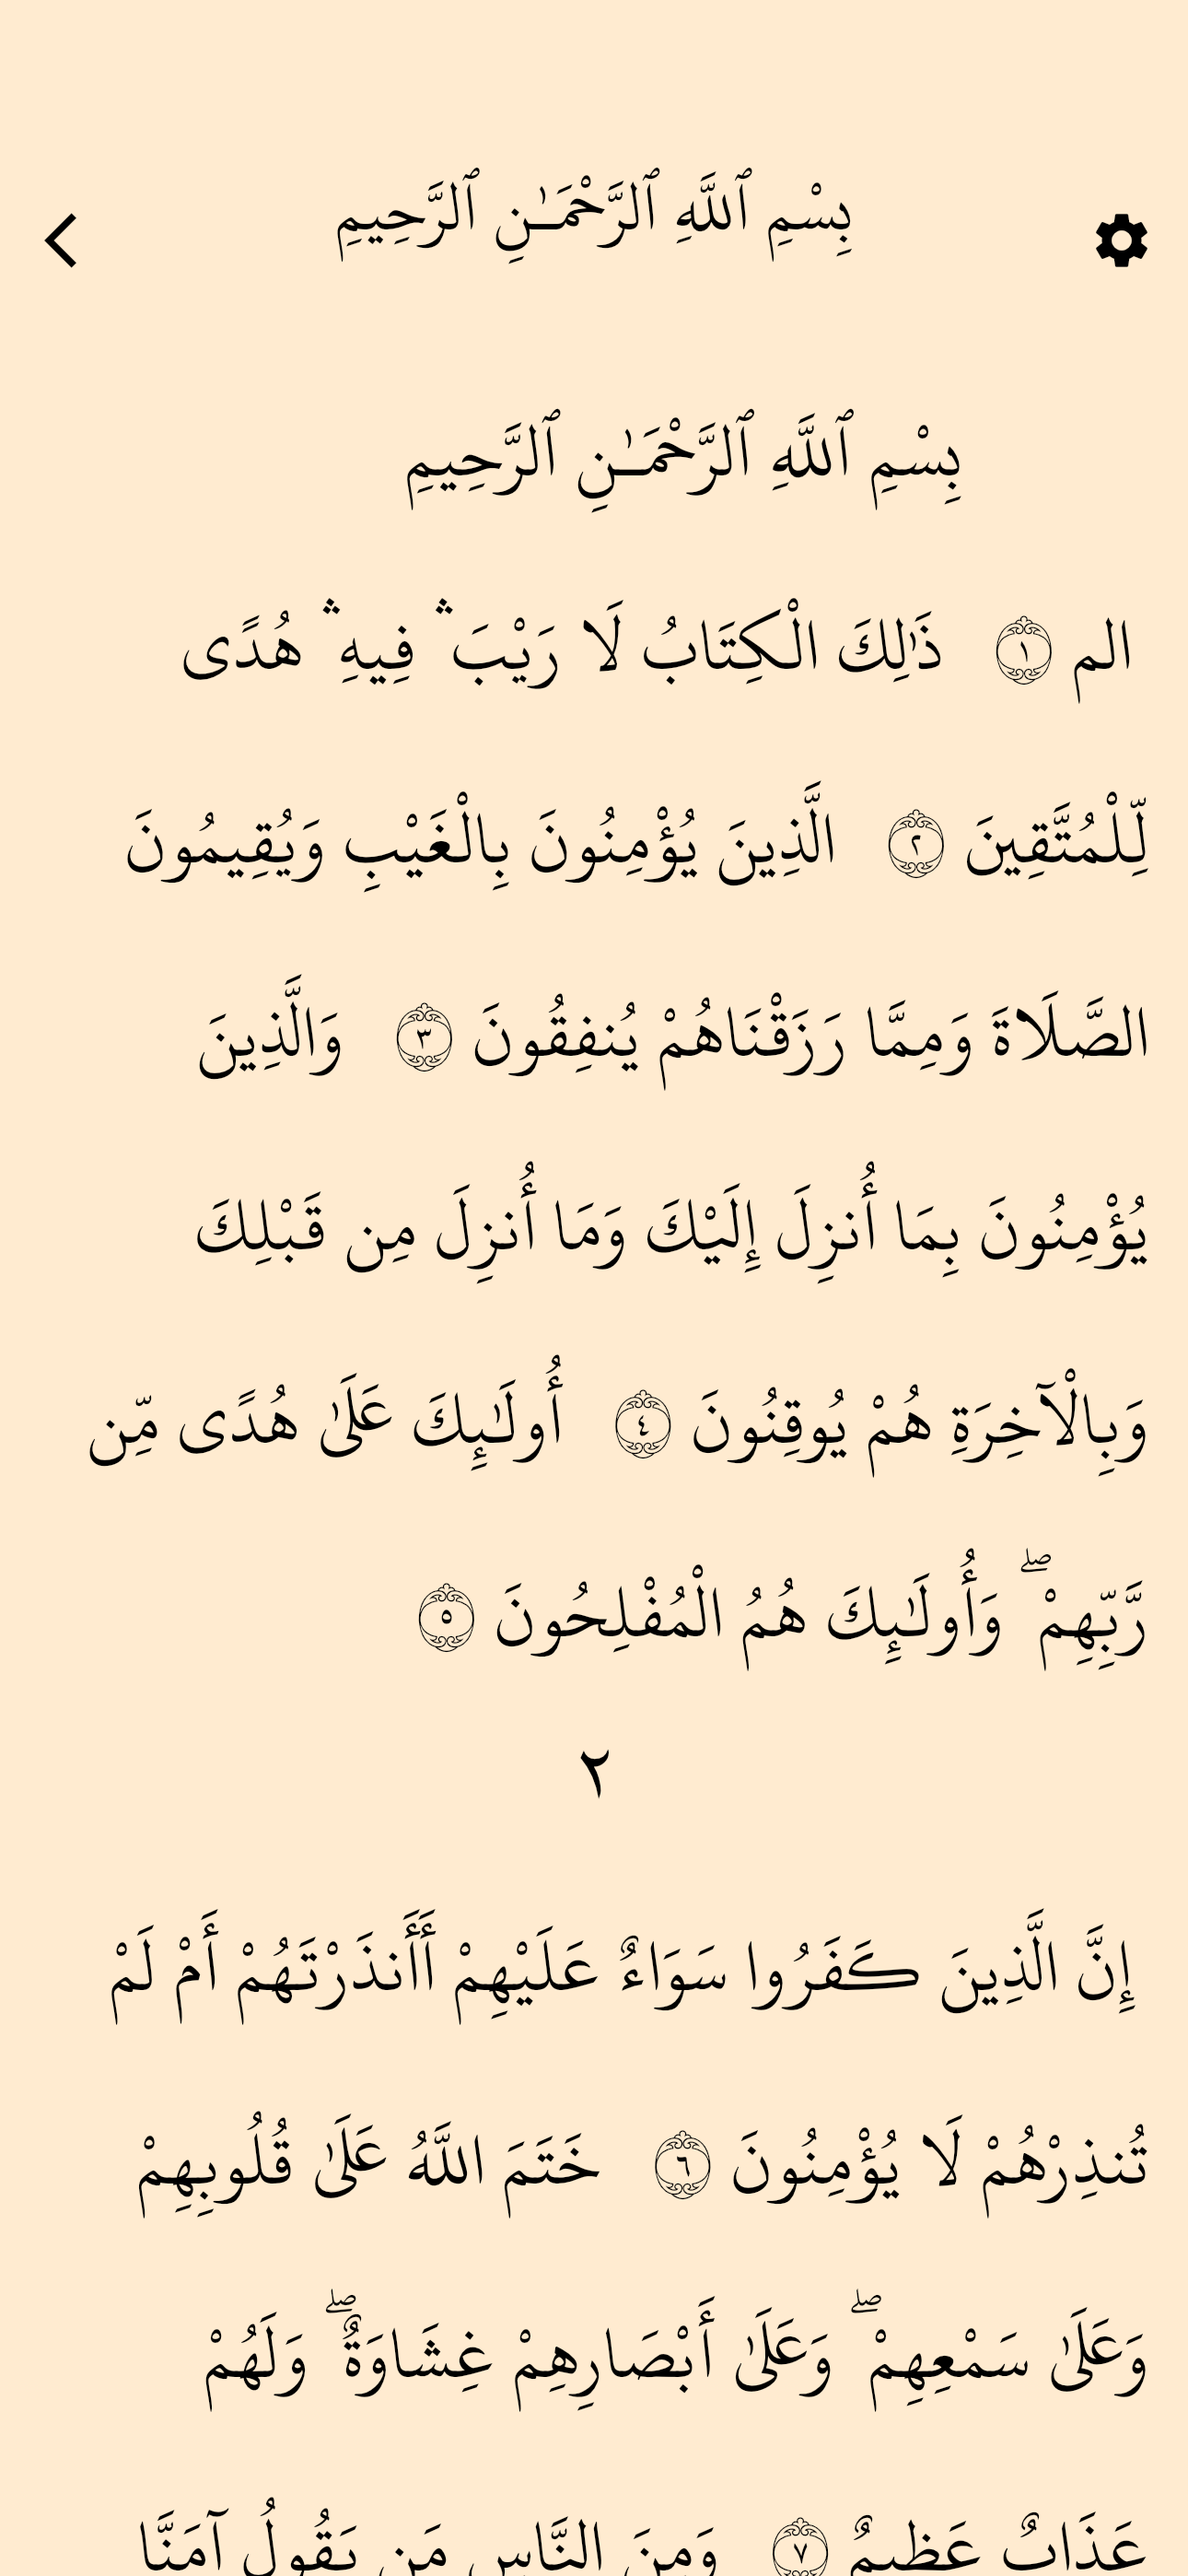 بِسْمِ ٱللَّهِ ٱلرَّحْمَـٰنِ ٱلرَّحِيمِ
بِسْمِ ٱللَّهِ ٱلرَّحْمَـٰنِ ٱلرَّحِيمِ
الم ١ ذَٰلِكَ الْكِتَابُ لَا رَيْبَ ۛ فِيهِ ۛ هُدًى
لِّلْمُتَّقِينَ ٢ الَّذِينَ يُؤْمِنُونَ بِالْغَيْبِ وَيُقِيمُونَ
الصَّلَاةَ وَمِمَّا رَزَقْنَاهُمْ يُنفِقُونَ ٣ وَالَّذِينَ
يُؤْمِنُونَ بِمَا أُنزِلَ إِلَيْكَ وَمَا أُنزِلَ مِن قَبْلِكَ
وَبِالْآخِرَةِ هُمْ يُوقِنُونَ ٤ أُولَـٰئِكَ عَلَىٰ هُدًى مِّن
رَّبِّهِمْ ۖ وَأُولَـٰئِكَ هُمُ الْمُفْلِحُونَ ٥
٢
إِنَّ الَّذِينَ كَفَرُوا سَوَاءٌ عَلَيْهِمْ أَأَنذَرْتَهُمْ أَمْ لَمْ
تُنذِرْهُمْ لَا يُؤْمِنُونَ ٦ خَتَمَ اللَّهُ عَلَىٰ قُلُوبِهِمْ
وَعَلَىٰ سَمْعِهِمْ ۖ وَعَلَىٰ أَبْصَارِهِمْ غِشَاوَةٌ ۖ وَلَهُمْ
عَذَابٌ عَظِيمٌ ٧ وَمِنَ النَّاسِ مَن يَقُولُ آمَنَّا